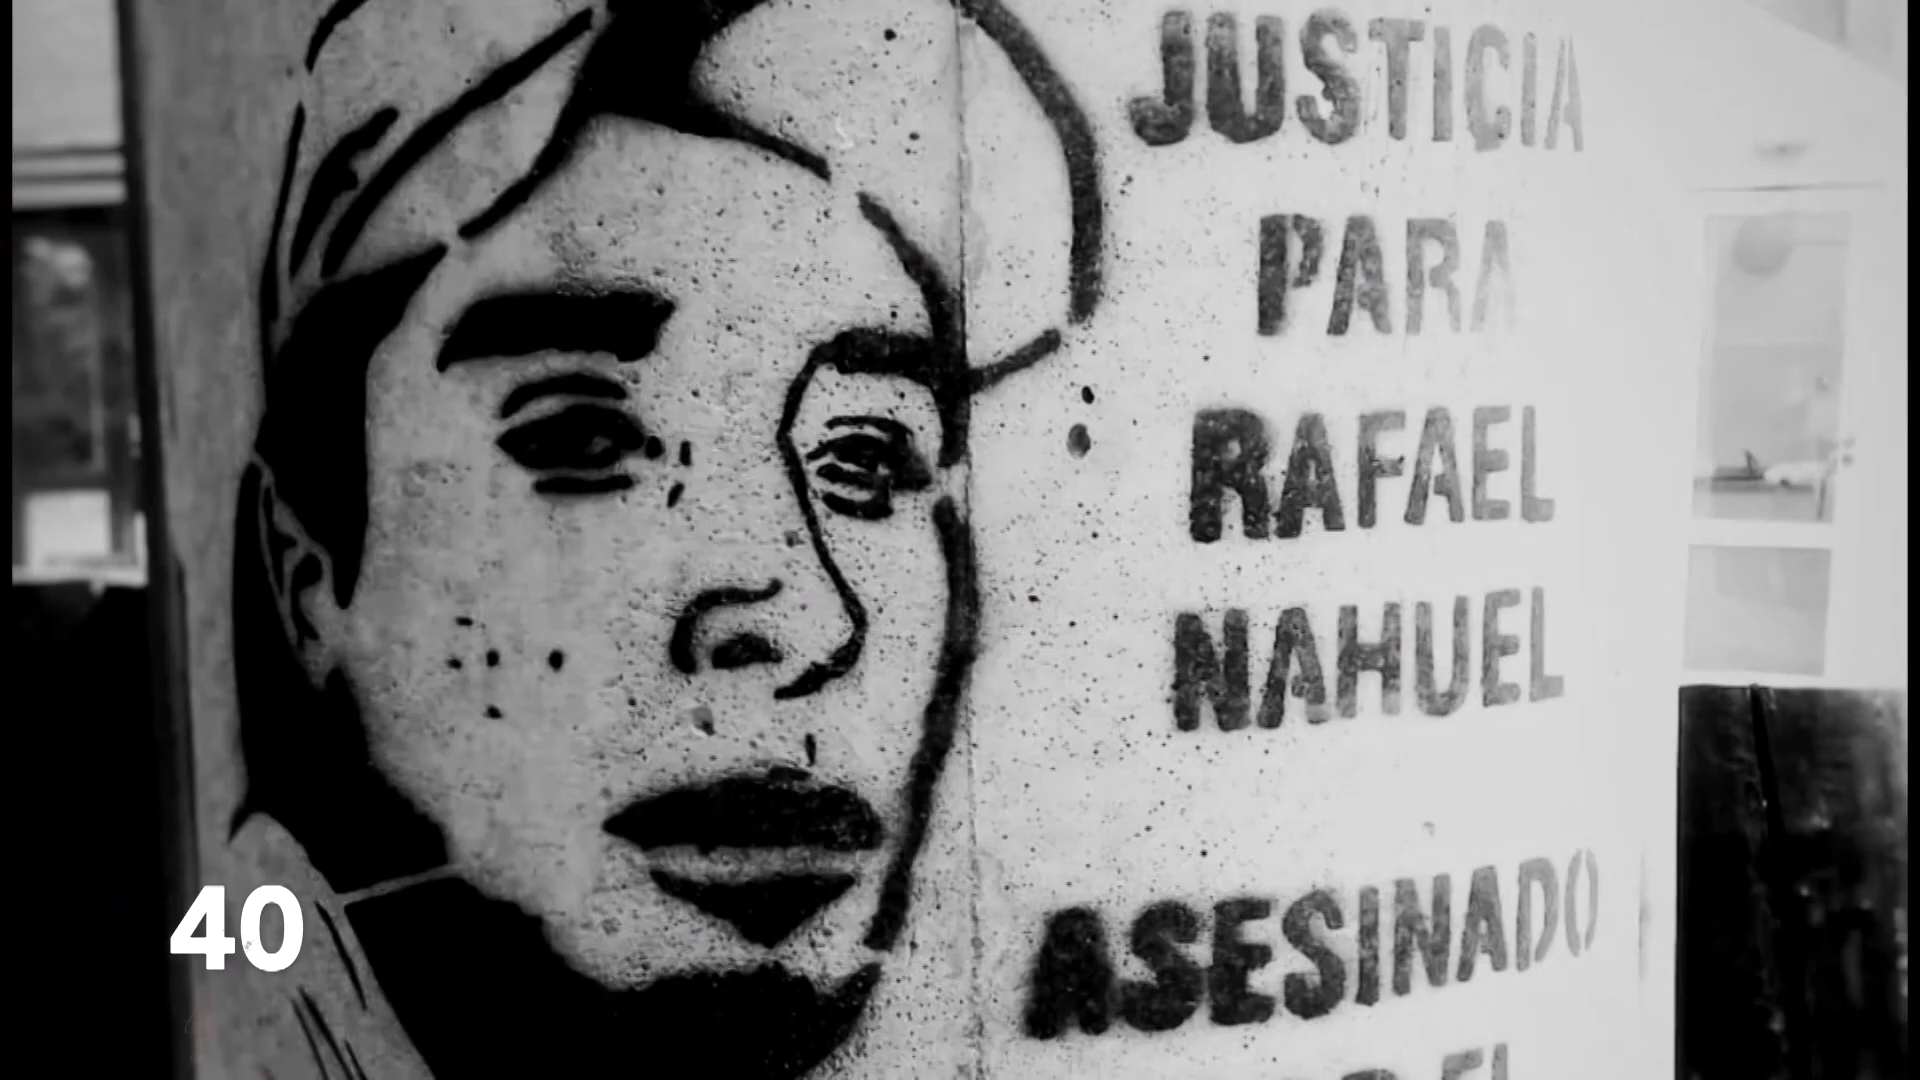 JUSTICIA
PARA
RAFAEL
NAHUEL
ASESINADO
40